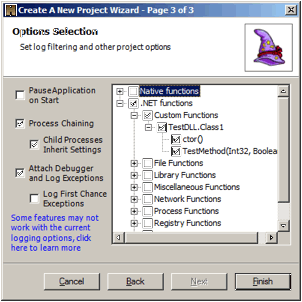 Create A New Project Wizard - Page 3 of 3
Options Selection
Set log filtering and other project options
Pause Application
on Start
Process Chaining
Child Processes
Inherit Settings
Attach Debugger
and Log Exceptions
Log First Chance
Exceptions
Some features may not
work with the current
logging options, click
here to learn more
Native functions
.NET functions
Custom Functions
TestDLL.Class1
ctor()
TestMethod(Int32, Boolea
File Functions
Library Functions
Miscellaneous Functions
Network Functions
Process Functions
Registry Functions
Cancel
Back
Next
Finish